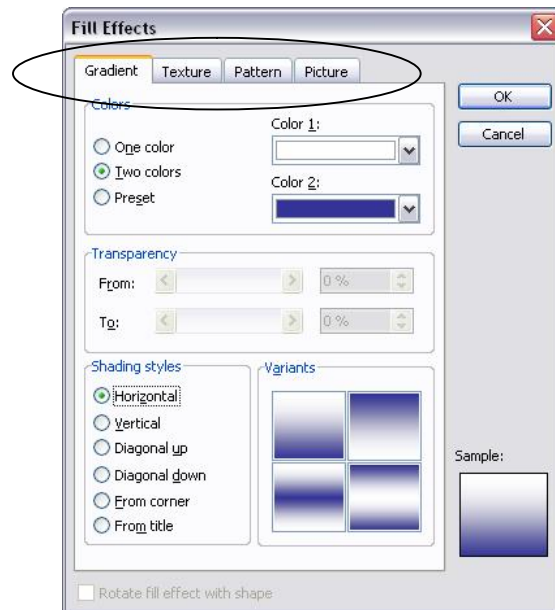 Fill Effects
Gradient Texture Pattern Picture
OK
Cancel
Colors
One color
Two colors
Preset
Color 1:
Color 2:
Transparency
From: 0 %
To: 0 %
Shading styles
Horizontal
Vertical
Diagonal up
Diagonal down
From corner
From title
Variants
Sample:
Rotate fill effect with shape